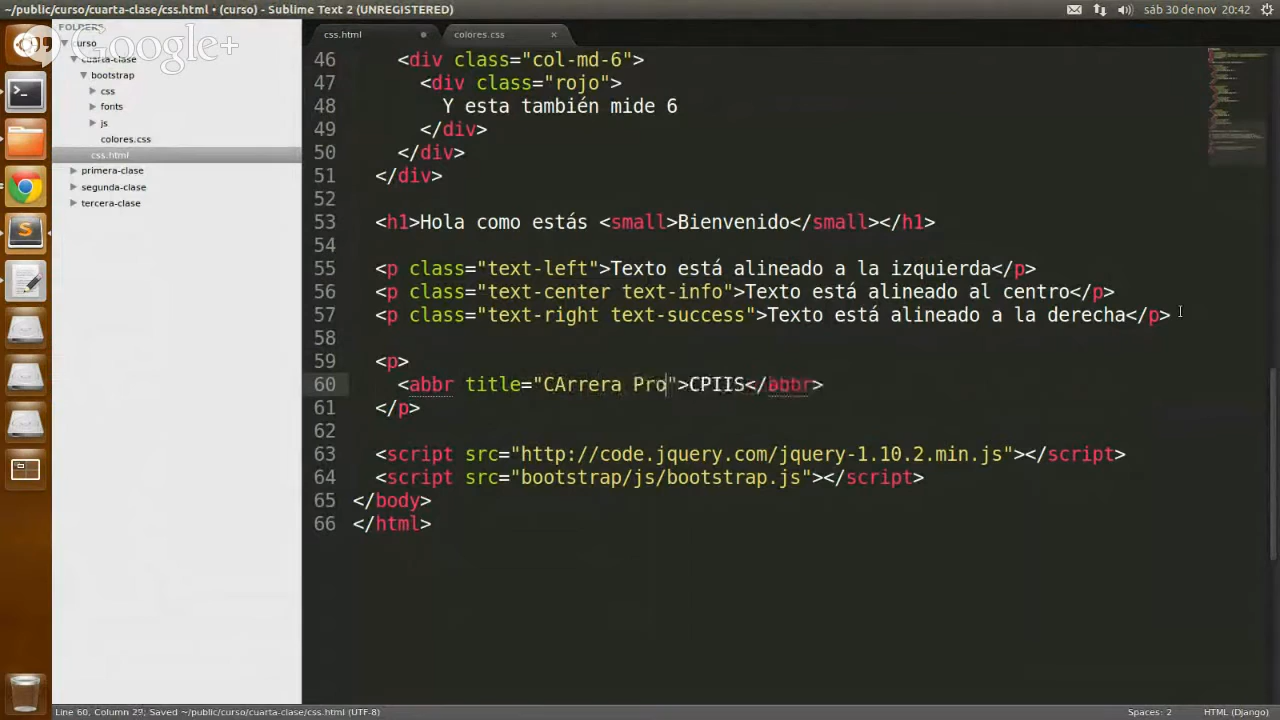 ~/public/curso/cuarta-clase/css.html • (curso) - Sublime Text 2 (UNREGISTERED)
sáb 30 de nov 20:42
Google+
FOLDERS
curso
cuarta-clase
bootstrap
css
fonts
js
colores.css
css.html
primera-clase
segunda-clase
tercera-clase
css.html
colores.css
46 <div class="col-md-6">
47 <div class="rojo">
48 Y esta también mide 6
49 </div>
50 </div>
51 </div>
52
53 <h1>Hola como estás <small>Bienvenido</small></h1>
54
55 <p class="text-left">Texto está alineado a la izquierda</p>
56 <p class="text-center text-info">Texto está alineado al centro</p>
57 <p class="text-right text-success">Texto está alineado a la derecha</p>
58
59 <p>
60 <abbr title="CArrera Pro">CPIIS</abbr>
61 </p>
62
63 <script src="http://code.jquery.com/jquery-1.10.2.min.js"></script>
64 <script src="bootstrap/js/bootstrap.js"></script>
65 </body>
66 </html>
Line 60, Column 29; Saved ~/public/curso/cuarta-clase/css.html (UTF-8)
Spaces: 2
HTML (Django)